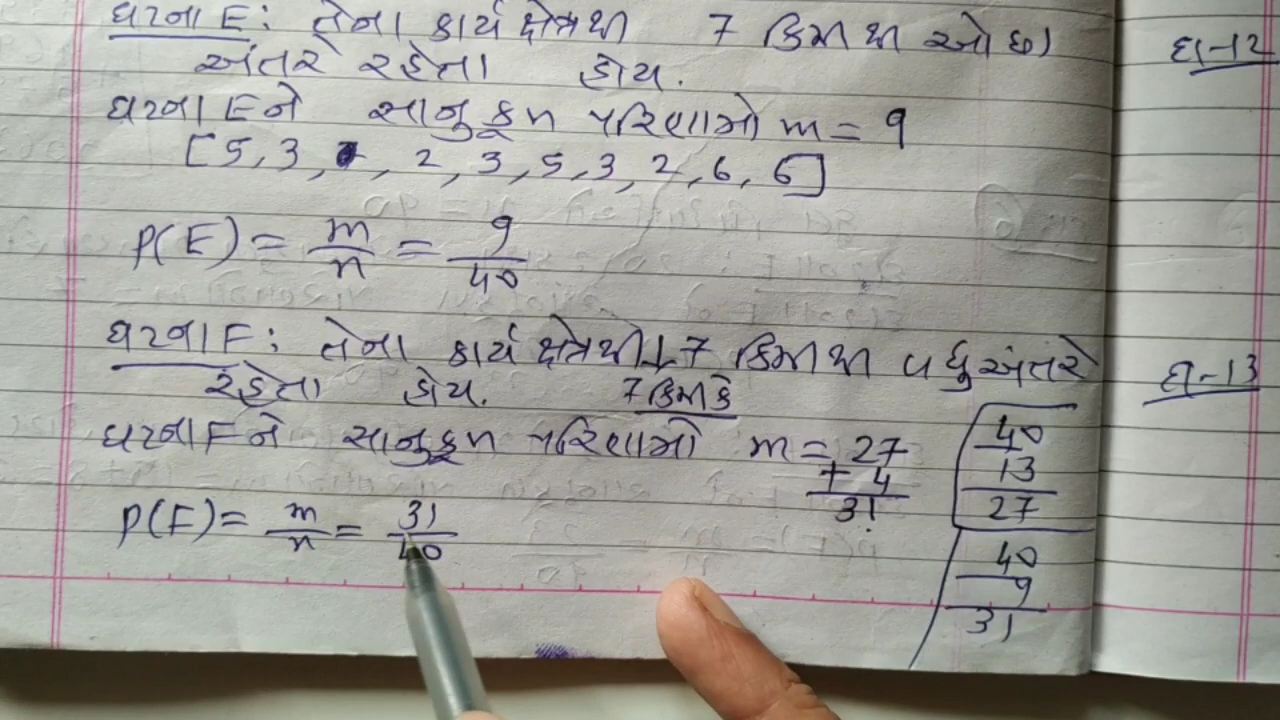 ઘટના E: તેના કાર્ય ક્ષેત્રથી 7 કિમી થી ઓછા
અંતરે રહેતા હોય.
ઘટના E ને સાનુકૂળ પરિણામો m = 9
[5, 3, , 2, 3, 5, 3, 2, 6, 6]
P(E) = m/n = 9/40
ઘટના F: તેના કાર્ય ક્ષેત્રથી 7 કિમી થી વધુ અંતરે
રહેતા હોય. 7 કિમી કે
ઘટના F ને સાનુકૂળ પરિણામો m = 27
+ 4
31
P(F) = m/n = 31/40
40
13
27
40
9
31
દા-12
દા-13